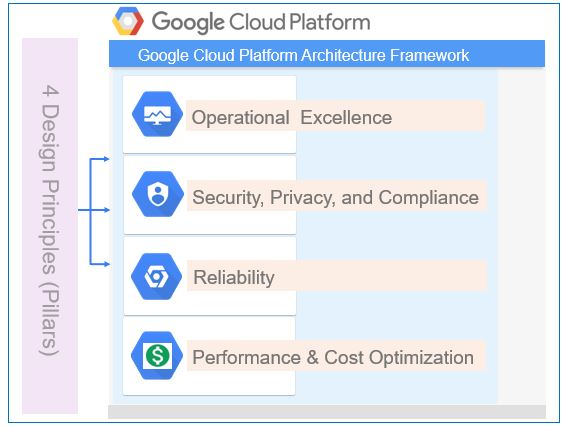 Google Cloud Platform
Google Cloud Platform Architecture Framework
4 Design Principles (Pillars)
Operational Excellence
Security, Privacy, and Compliance
Reliability
$
Performance & Cost Optimization